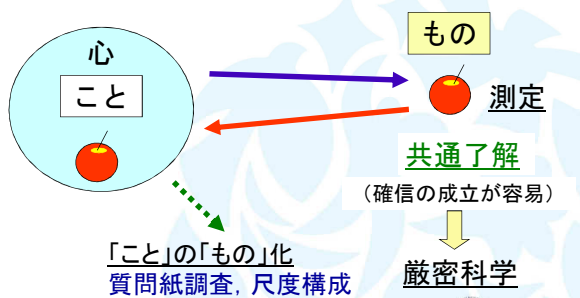 心
こと
もの
測定
共通了解
（確信の成立が容易）
厳密科学
「こと」の「もの」化
質問紙調査, 尺度構成